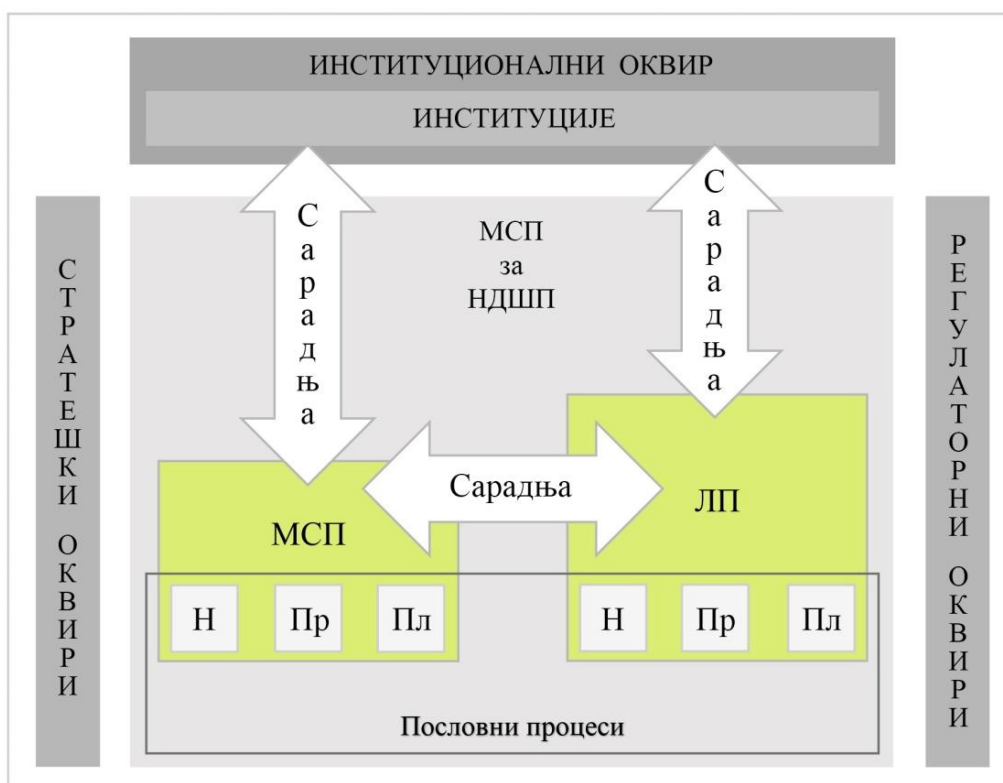 ИНСТИТУЦИОНАЛНИ ОКВИР
ИНСТИТУЦИЈЕ
СТРАТЕШКИ ОКВИРИ
Сарадња
МСП
за
НДШП
Сарадња
РЕГУЛАТОРНИ ОКВИРИ
Сарадња
МСП
ЛП
Н Пр Пл Н Пр Пл
Пословни процеси